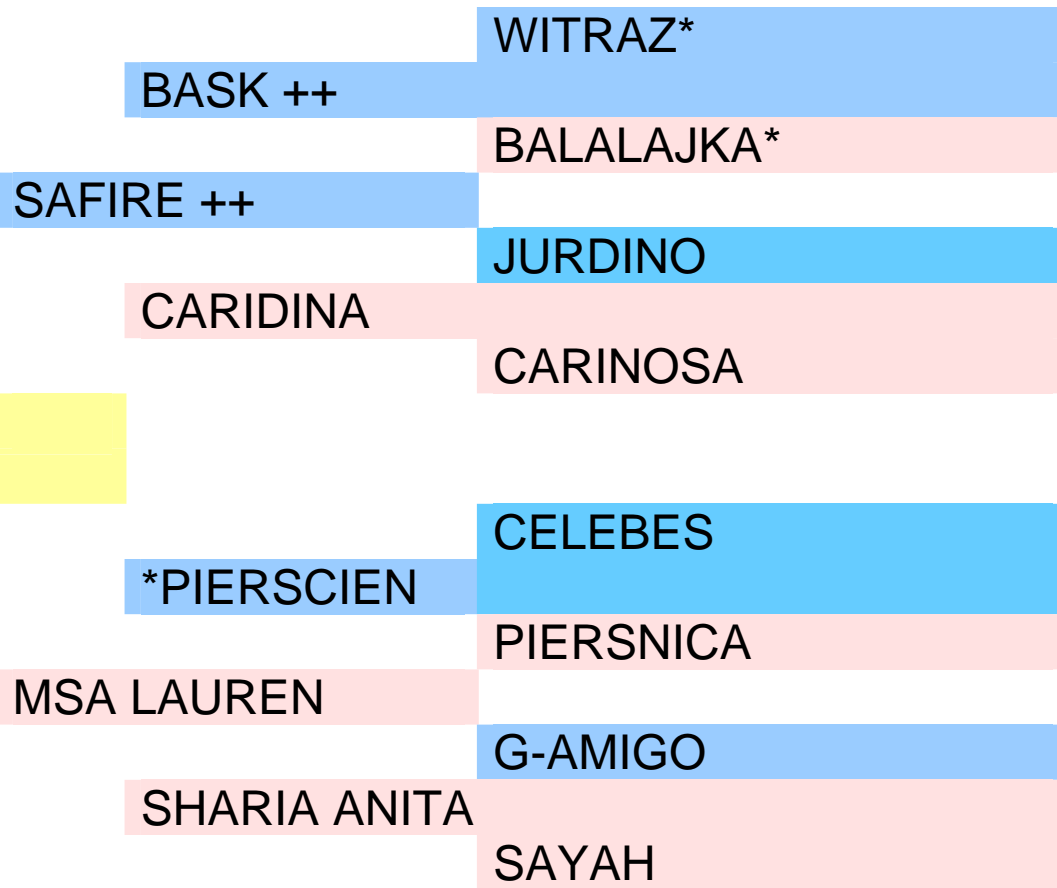 WITRAZ*
BASK ++
BALALAJKA*
SAFIRE ++
JURDINO
CARIDINA
CARINOSA
CELEBES
*PIERSCIEN
PIERSNICA
MSA LAUREN
G-AMIGO
SHARIA ANITA
SAYAH